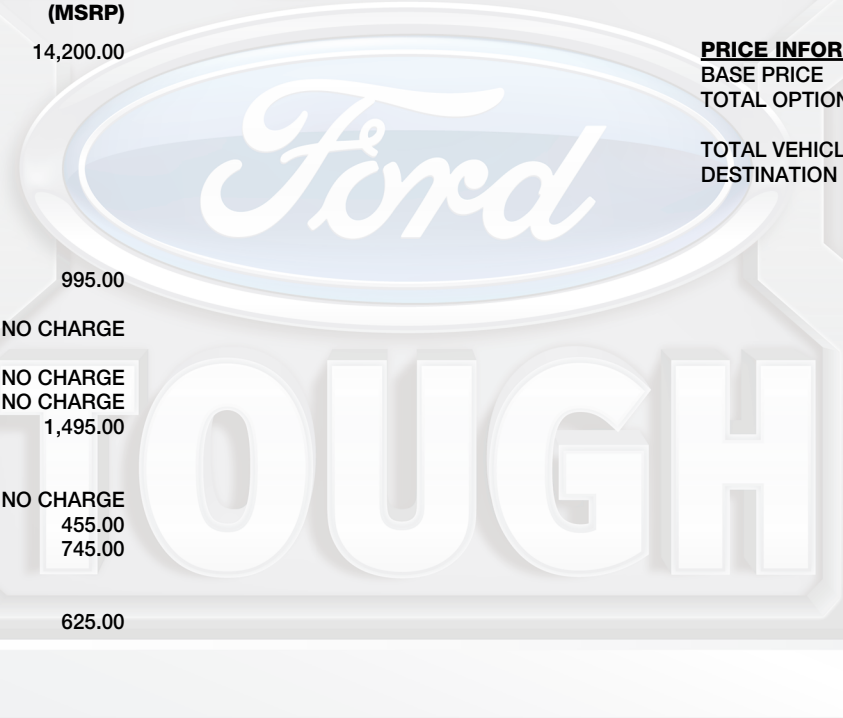 (MSRP)
14,200.00
995.00
NO CHARGE
NO CHARGE
NO CHARGE
1,495.00
NO CHARGE
455.00
745.00
625.00
PRICE INFOR
BASE PRICE
TOTAL OPTION
TOTAL VEHICL
DESTINATION
Ford
TOUGH